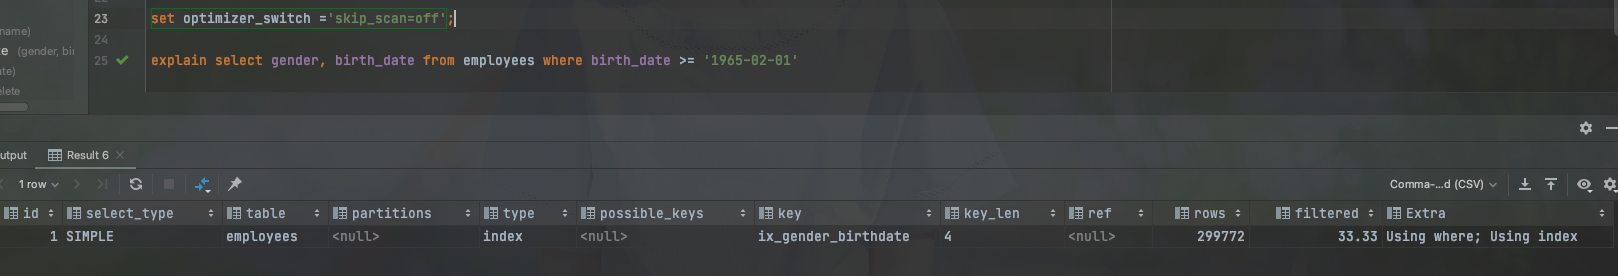 23 set optimizer_switch ='skip_scan=off';
name)
24
te (gender, bir
25 explain select gender, birth_date from employees where birth_date >= '1965-02-01'
ate)
elete
utput Result 6
1 row Comma-...d (CSV)
id select_type table partitions type possible_keys key key_len ref rows filtered Extra
1 SIMPLE employees <null> index <null> ix_gender_birthdate 4 <null> 299772 33.33 Using where; Using index